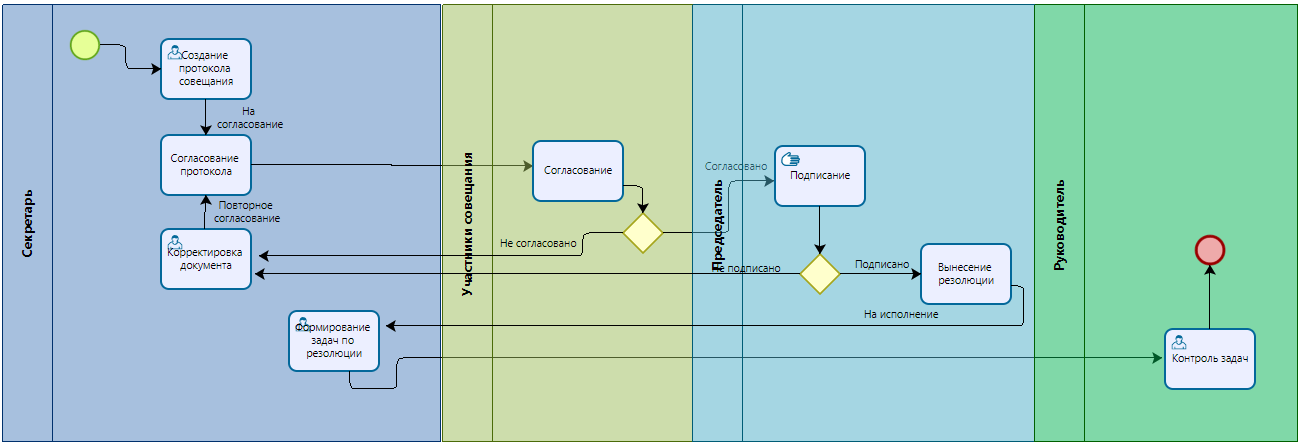 Секретарь
Создание
протокола
совещания
На
согласование
Согласование
протокола
Повторное
согласование
Корректировка
документа
Формирование
задач по
резолюции
Участники совещания
Согласование
Не согласовано
Согласовано
Председатель
Подписание
Не подписано
Подписано
Вынесение
резолюции
На исполнение
Руководитель
Контроль задач